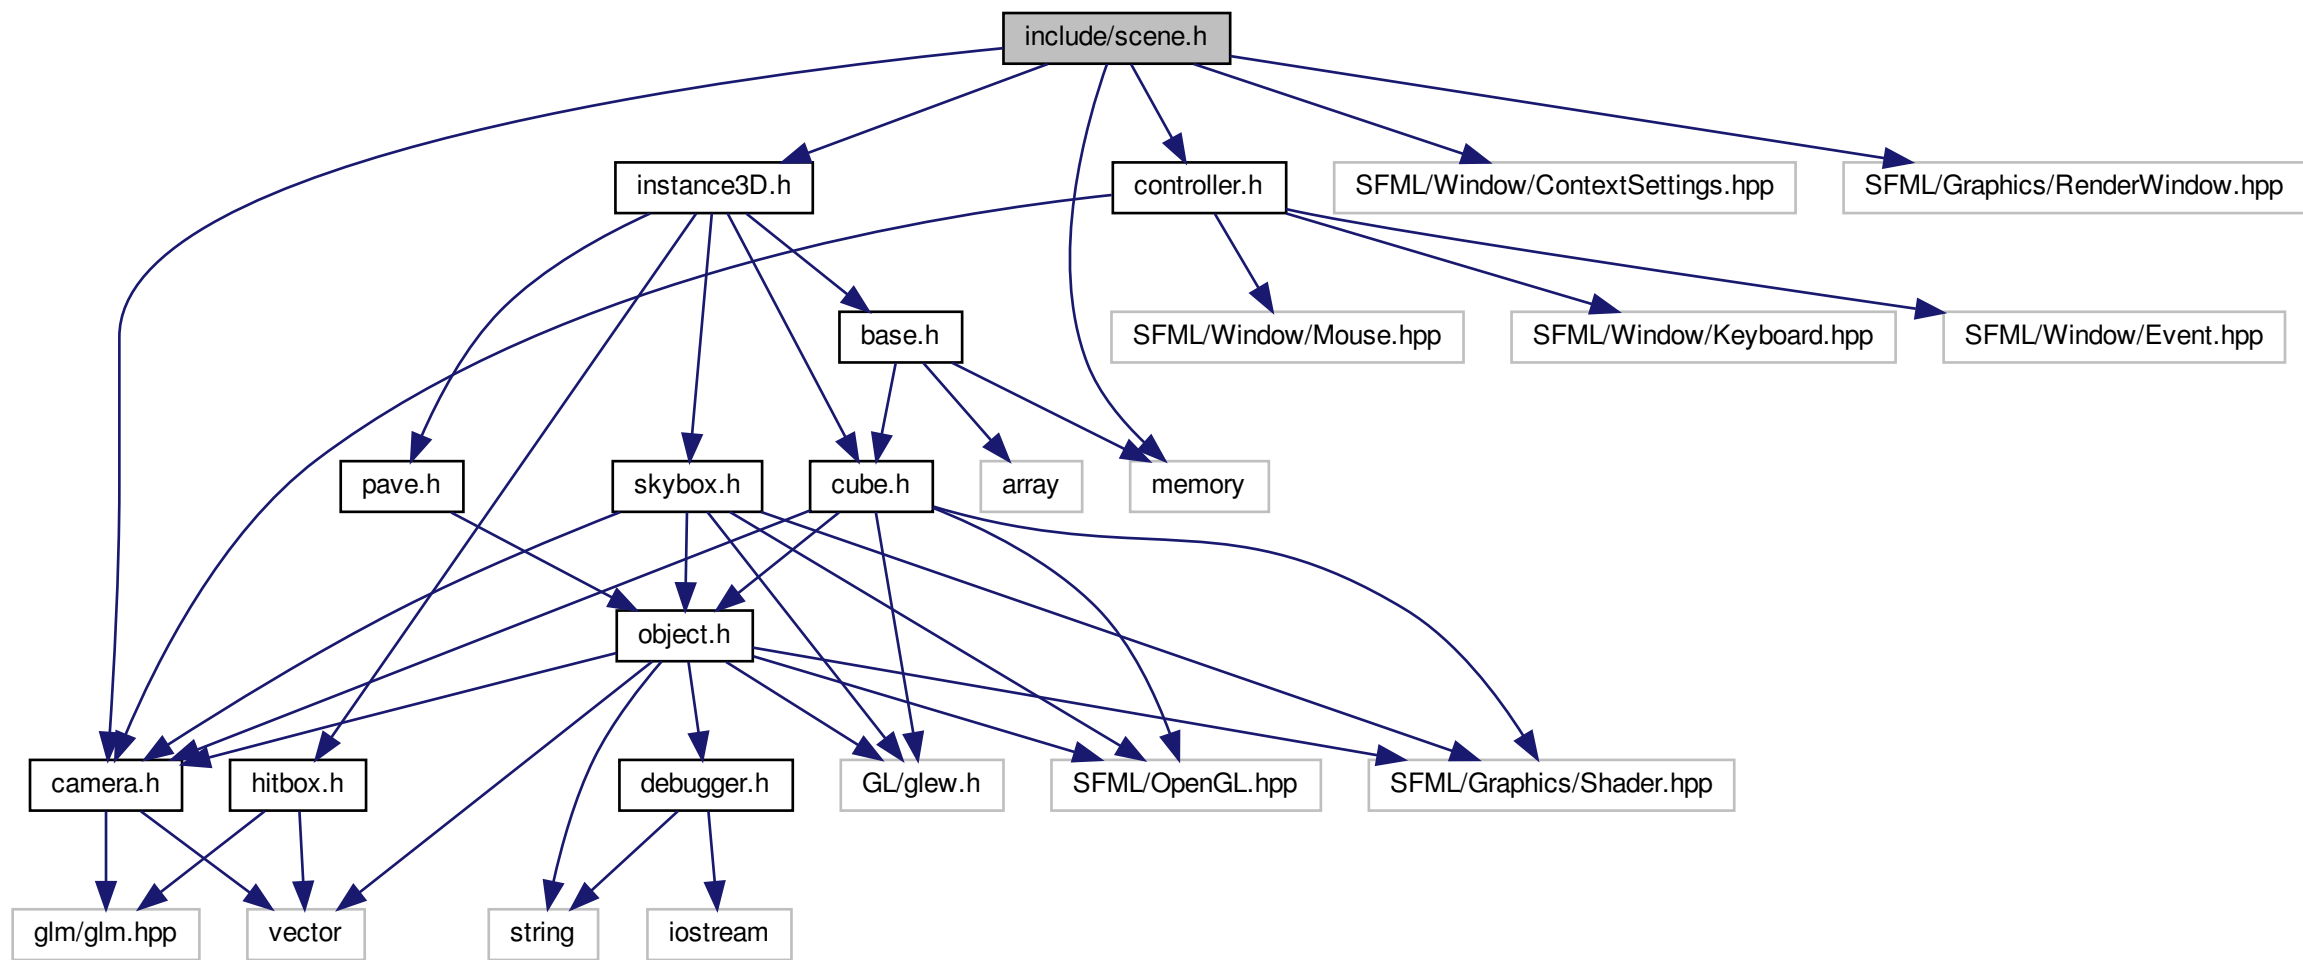 include/scene.h
instance3D.h
controller.h
SFML/Window/ContextSettings.hpp
SFML/Graphics/RenderWindow.hpp
base.h
SFML/Window/Mouse.hpp
SFML/Window/Keyboard.hpp
SFML/Window/Event.hpp
pave.h
skybox.h
cube.h
array
memory
object.h
camera.h
hitbox.h
debugger.h
GL/glew.h
SFML/OpenGL.hpp
SFML/Graphics/Shader.hpp
glm/glm.hpp
vector
string
iostream